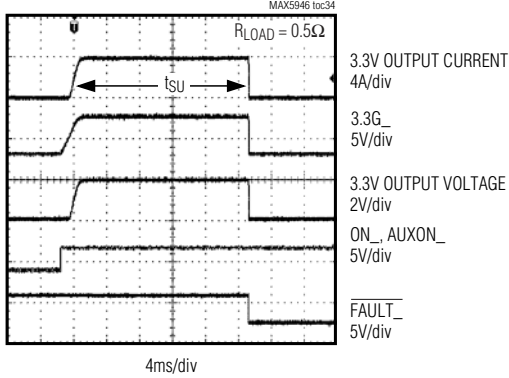 MAX5946 toc34
RLOAD = 0.5Ω
tSU
3.3V OUTPUT CURRENT
4A/div
3.3G_
5V/div
3.3V OUTPUT VOLTAGE
2V/div
ON_, AUXON_
5V/div
FAULT_
5V/div
4ms/div